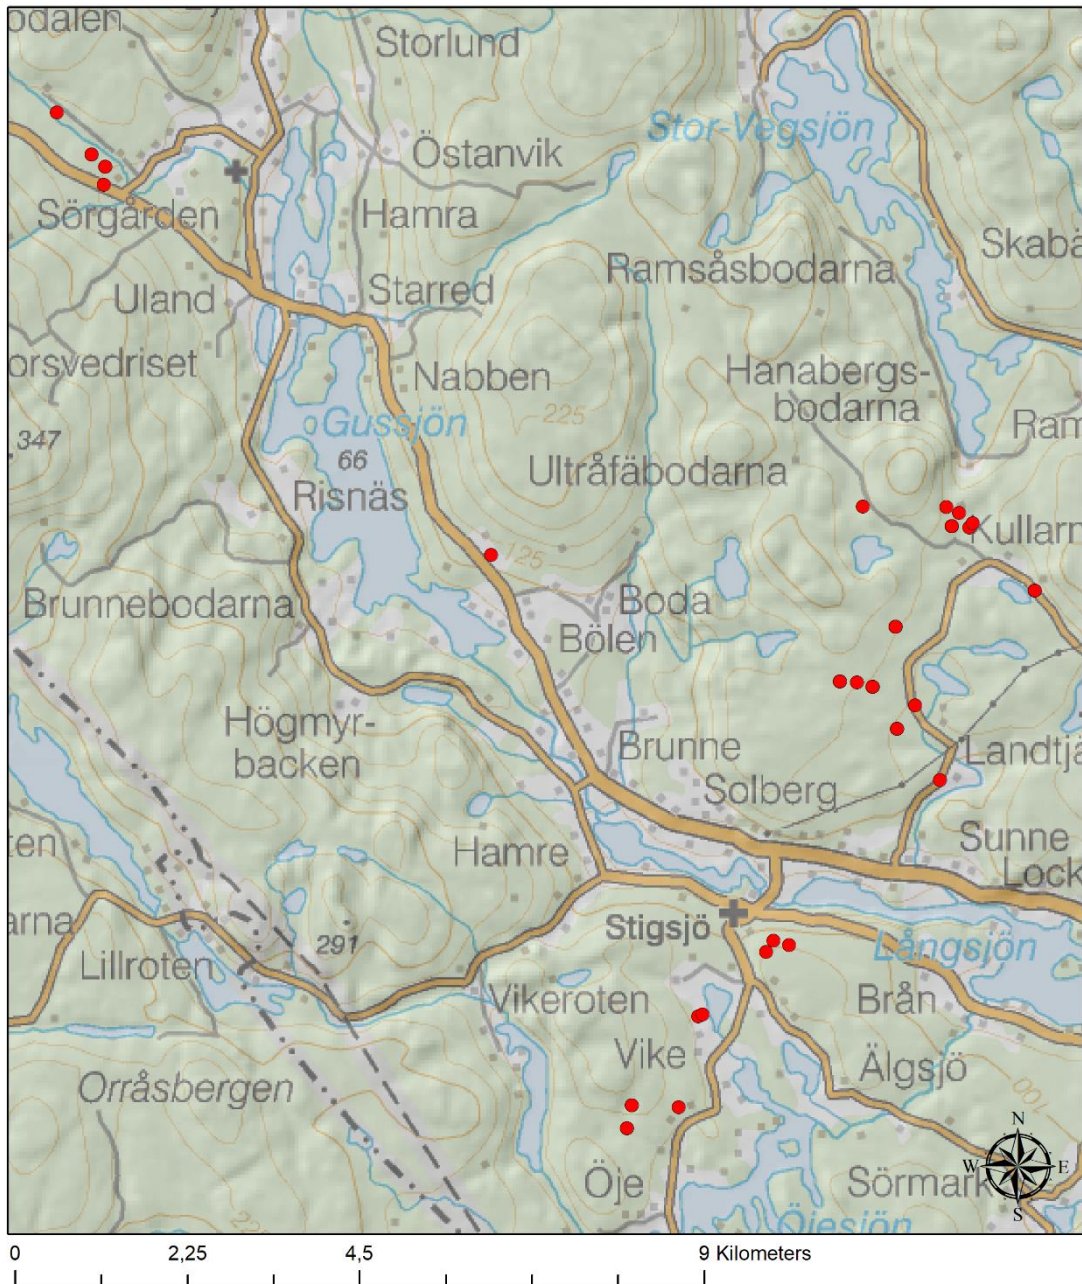 Storlund
Stor-Vegsjön
Östanvik
Sörgården
Hamra
Skabä
Ramsåsbodarna
Uland
Starred
orsvedriset
Nabben
Hanabergs-
bodarna
225
Gussjön
Ram
347
66
Ultråfäbodarna
Risnäs
Kullarn
125
Brunnebodarna
Boda
Bölen
Högmyr-
backen
Brunne
Landtjä
Solberg
Hamre
Sunne
Lock
ten
arna
291
Stigsjö
Långsjön
Lillroten
Vikeroten
Brån
Vike
Älgsjö
Orråsbergen
100
N
W E
S
Öje
Sörmark
Öjesjön
0 2,25 4,5 9 Kilometers